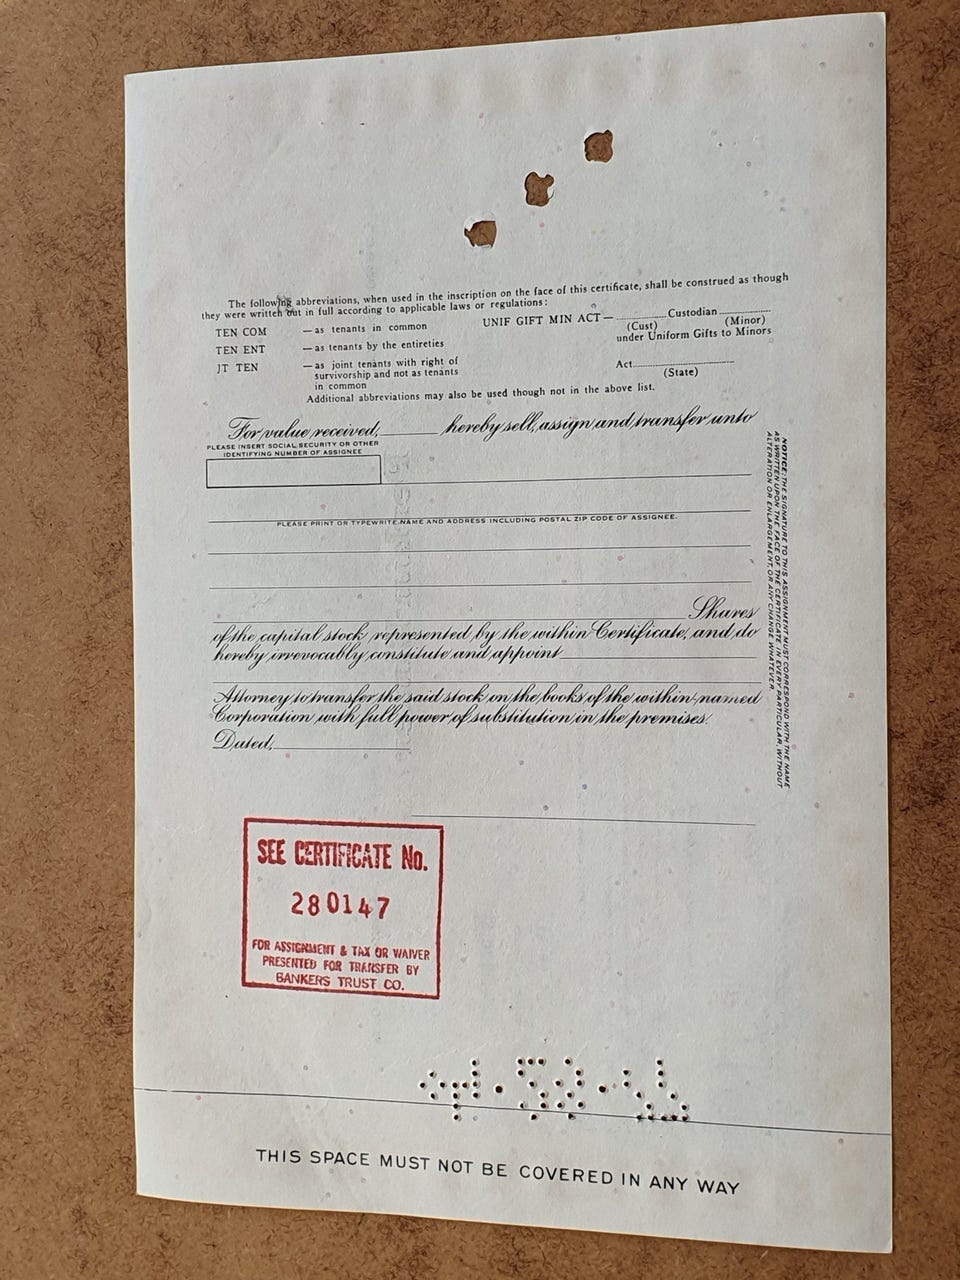 The following abbreviations, when used in the inscription on the face of this certificate, shall be construed as though
they were written out in full according to applicable laws or regulations:
TEN COM —as tenants in common
TEN ENT —as tenants by the entireties
JT TEN —as joint tenants with right of
survivorship and not as tenants
in common
UNIF GIFT MIN ACT—.............Custodian.............
(Cust) (Minor)
under Uniform Gifts to Minors
Act.............
(State)
Additional abbreviations may also be used though not in the above list.
For value received, ______ hereby sell, assign and transfer unto
PLEASE INSERT SOCIAL SECURITY OR OTHER
IDENTIFYING NUMBER OF ASSIGNEE
PLEASE PRINT OR TYPEWRITE NAME AND ADDRESS INCLUDING POSTAL ZIP CODE OF ASSIGNEE.
Shares
of the capital stock represented by the within Certificate, and do
hereby irrevocably constitute and appoint
Attorney to transfer the said stock on the books of the within-named
Corporation with full power of substitution in the premises.
Dated,
NOTICE: THE SIGNATURE TO THIS ASSIGNMENT MUST CORRESPOND WITH THE NAME
AS WRITTEN UPON THE FACE OF THE CERTIFICATE IN EVERY PARTICULAR, WITHOUT
ALTERATION OR ENLARGEMENT, OR ANY CHANGE WHATEVER.
SEE CERTIFICATE No.
280147
FOR ASSIGNMENT & TAX OR WAIVER
PRESENTED FOR TRANSFER BY
BANKERS TRUST CO.
THIS SPACE MUST NOT BE COVERED IN ANY WAY